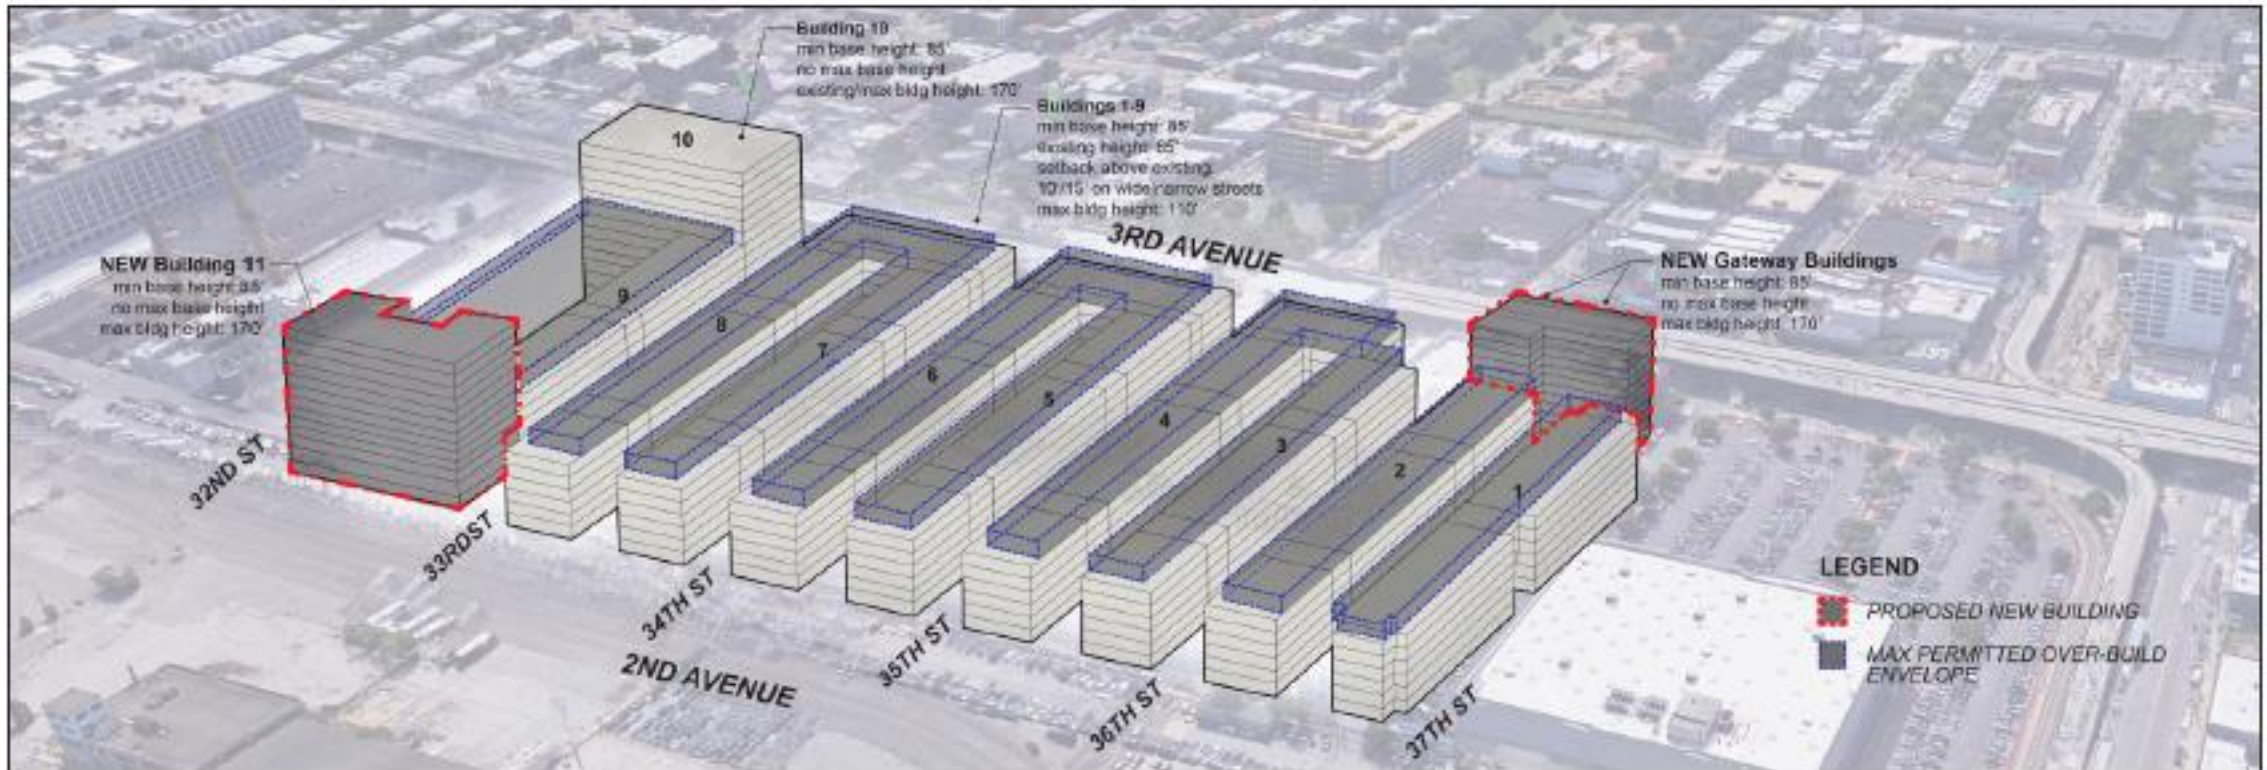 Building 10
min base height: 85'
no max base height
existing/max bldg height: 170'
Buildings 1-9
min base height: 85'
existing height: 85'
setback above existing:
10'/15' on wide/narrow streets
max bldg height: 110'
10
3RD AVENUE
NEW Building 11
min base height 85'
no max base height
max bldg height: 170'
NEW Gateway Buildings
min base height: 85'
no max base height
max bldg height: 170'
9
8
7
6
5
4
3
2
1
32ND ST
33RD ST
34TH ST
35TH ST
36TH ST
37TH ST
2ND AVENUE
LEGEND
PROPOSED NEW BUILDING
MAX PERMITTED OVER-BUILD
ENVELOPE